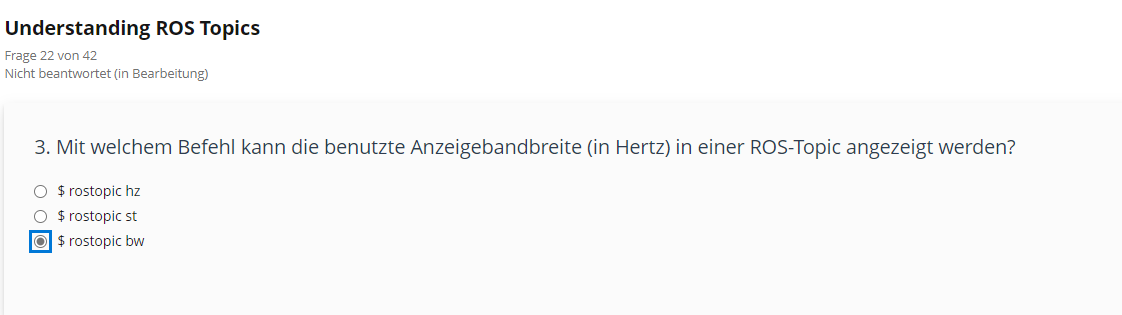 Understanding ROS Topics
Frage 22 von 42
Nicht beantwortet (in Bearbeitung)
3. Mit welchem Befehl kann die benutzte Anzeigebandbreite (in Hertz) in einer ROS-Topic angezeigt werden?
$ rostopic hz
$ rostopic st
$ rostopic bw